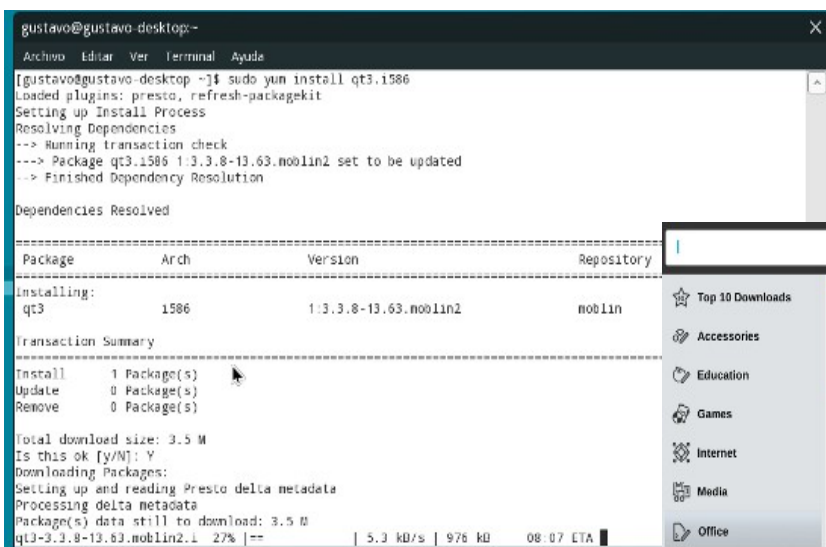 gustavo@gustavo-desktop:~
Archivo Editar Ver Terminal Ayuda
[gustavo@gustavo-desktop ~]$ sudo yum install qt3.i586
Loaded plugins: presto, refresh-packagekit
Setting up Install Process
Resolving Dependencies
--> Running transaction check
---> Package qt3.i586 1:3.3.8-13.63.moblin2 set to be updated
--> Finished Dependency Resolution
Dependencies Resolved
================================================================================
Package Arch Version Repository
================================================================================
Installing:
qt3 i586 1:3.3.8-13.63.moblin2 moblin
Transaction Summary
================================================================================
Install 1 Package(s)
Update 0 Package(s)
Remove 0 Package(s)
Total download size: 3.5 M
Is this ok [y/N]: Y
Downloading Packages:
Setting up and reading Presto delta metadata
Processing delta metadata
Package(s) data still to download: 3.5 M
qt3-3.3.8-13.63.moblin2.i 27% |== | 5.3 kB/s | 976 kB 08:07 ETA
Top 10 Downloads
Accessories
Education
Games
Internet
Media
Office